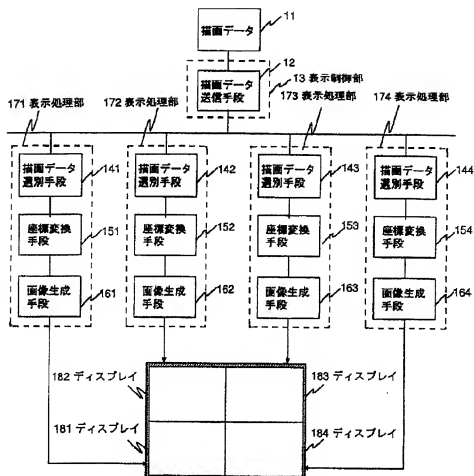 11
描画データ
12
描画データ
送信手段
13 表示制御部
171 表示処理部
172 表示処理部
173 表示処理部
174 表示処理部
描画データ
選別手段
141
描画データ
選別手段
142
描画データ
選別手段
143
描画データ
選別手段
144
座標変換
手段
151
座標変換
手段
152
座標変換
手段
153
座標変換
手段
154
画像生成
手段
161
画像生成
手段
162
画像生成
手段
163
画像生成
手段
164
182 ディスプレイ
183 ディスプレイ
181 ディスプレイ
184 ディスプレイ